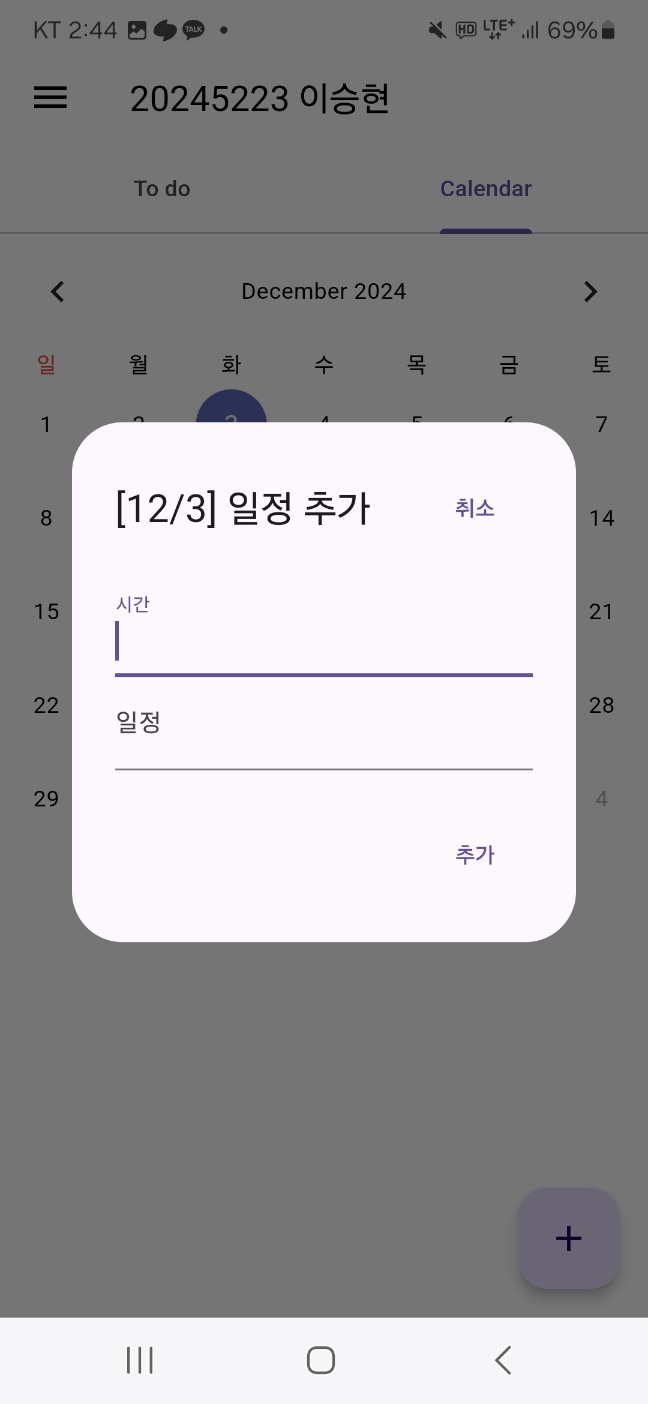 KT 2:44 TALK HD LTE+ 69%
20245223 이승현
To do Calendar
December 2024
일 월 화 수 목 금 토
1 2 3 4 5 6 7
[12/3] 일정 추가 취소
8 14
시간
15 21
22 일정 28
29 4
추가